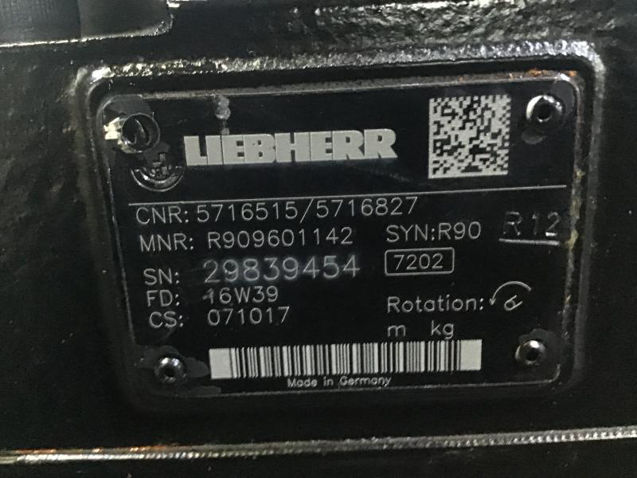 LIEBHERR
CNR: 5716515/5716827
MNR: R909601142 SYN:R90 R12
SN: 29839454 7202
FD: 16W39
CS: 071017 Rotation:
m kg
Made in Germany